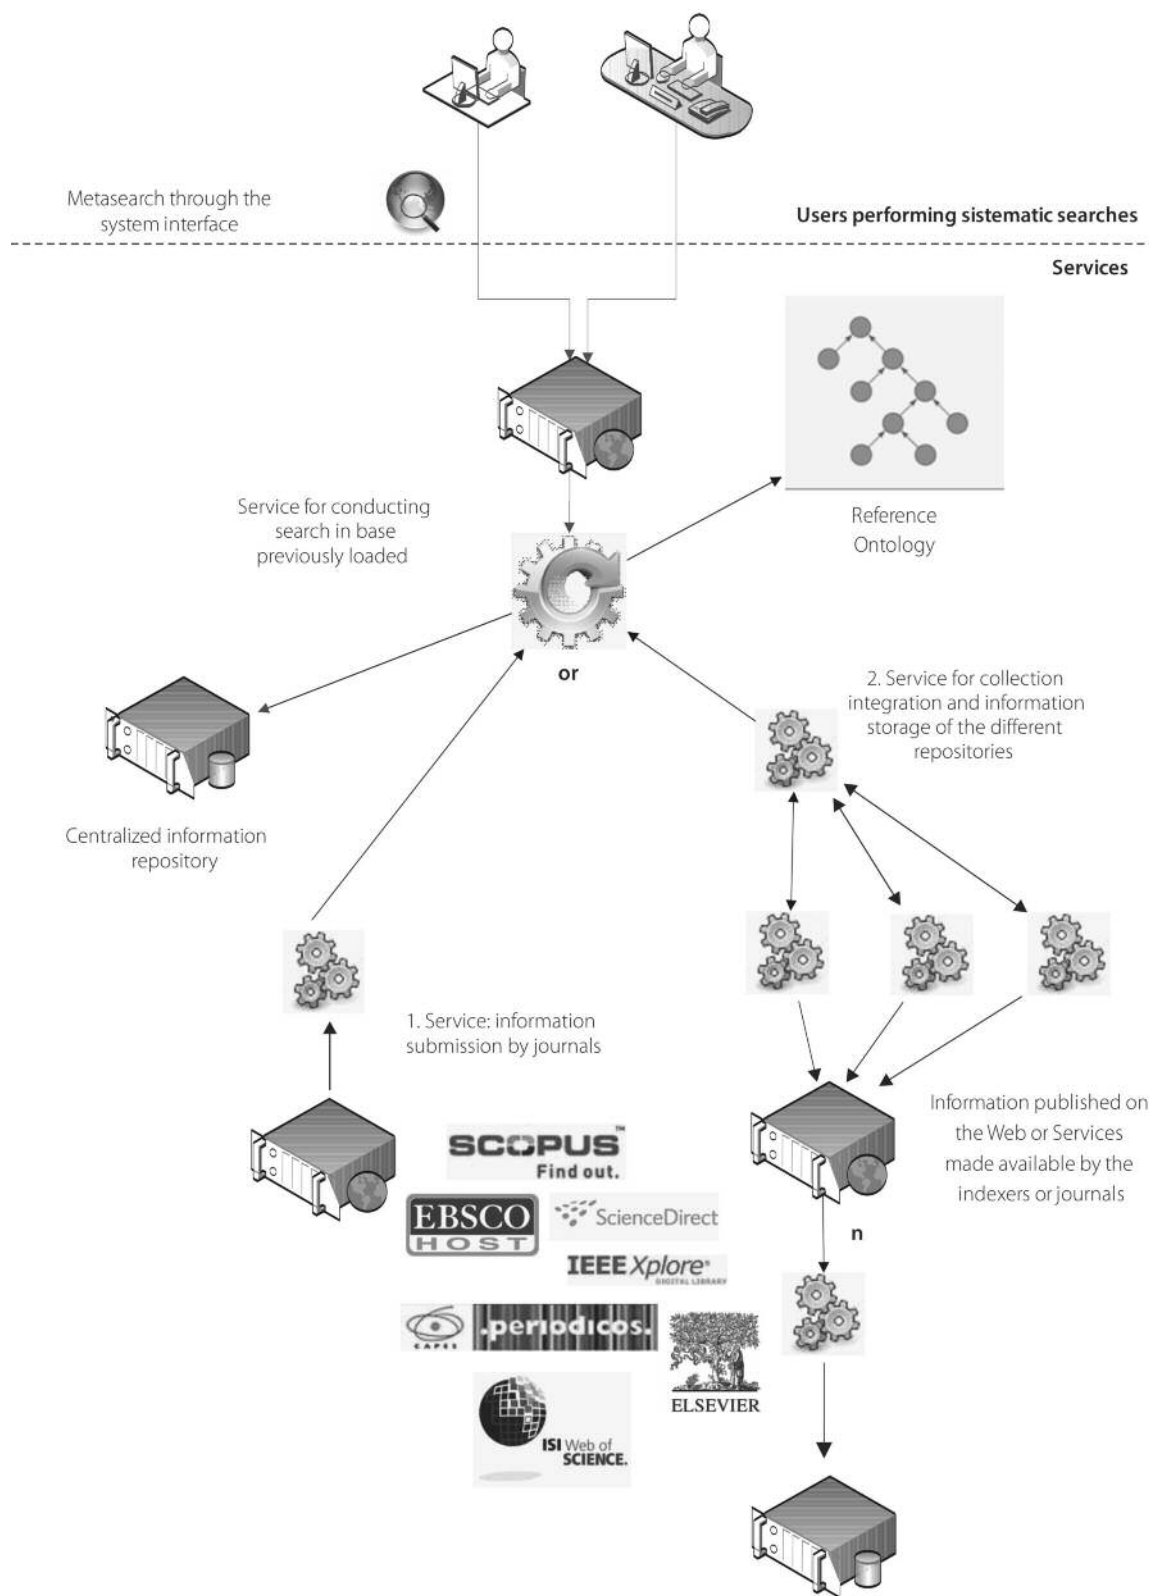 Metasearch through the
system interface
Users performing sistematic searches
Services
Service for conducting
search in base
previously loaded
Reference
Ontology
or
2. Service for collection
integration and information
storage of the different
repositories
Centralized information
repository
1. Service: information
submission by journals
SCOPUS™
Find out.
EBSCO
HOST
ScienceDirect
IEEE Xplore®
DIGITAL LIBRARY
CAPES
.periodicos.
ELSEVIER
ISI Web of
SCIENCE.
Information published on
the Web or Services
made available by the
indexers or journals
n